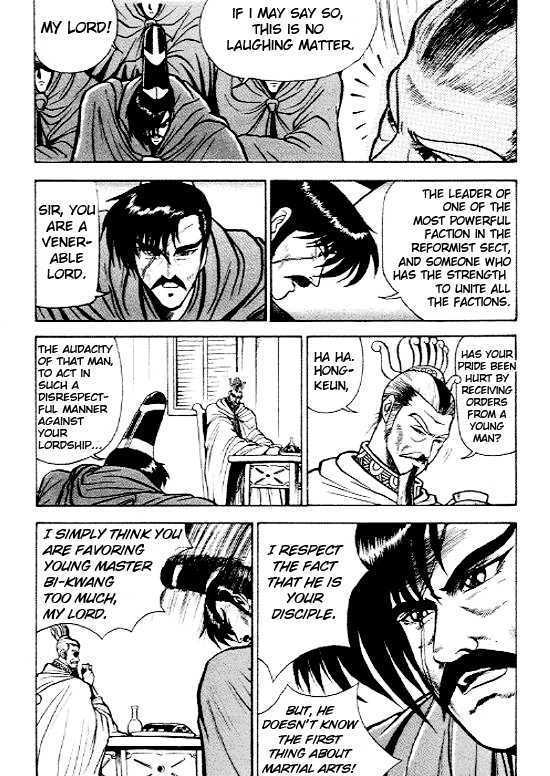 MY LORD!
IF I MAY SAY SO,
THIS IS NO
LAUGHING MATTER.
SIR, YOU
ARE A
VENER-
ABLE
LORD.
THE LEADER OF
ONE OF THE
MOST POWERFUL
FACTION IN THE
REFORMIST SECT,
AND SOMEONE WHO
HAS THE STRENGTH
TO UNITE ALL
THE FACTIONS.
THE AUDACITY
OF THAT MAN,
TO ACT IN
SUCH A
DISRESPECT-
FUL MANNER
AGAINST
YOUR
LORDSHIP...
HA HA.
HONG-
KEUN,
HAS YOUR
PRIDE BEEN
HURT BY
RECEIVING
ORDERS
FROM A
YOUNG
MAN?
I SIMPLY THINK YOU
ARE FAVORING
YOUNG MASTER
BI-KWANG
TOO MUCH,
MY LORD.
I RESPECT
THE FACT
THAT HE IS
YOUR
DISCIPLE.
BUT, HE
DOESN'T KNOW
THE FIRST
THING ABOUT
MARTIAL ARTS!